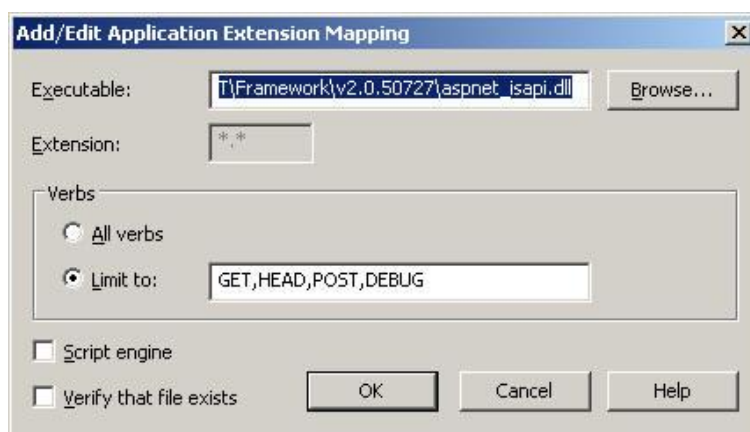 Add/Edit Application Extension Mapping
Executable: T\Framework\v2.0.50727\aspnet_isapi.dll Browse...
Extension: *.*
Verbs
All verbs
Limit to: GET,HEAD,POST,DEBUG
Script engine
Verify that file exists OK Cancel Help